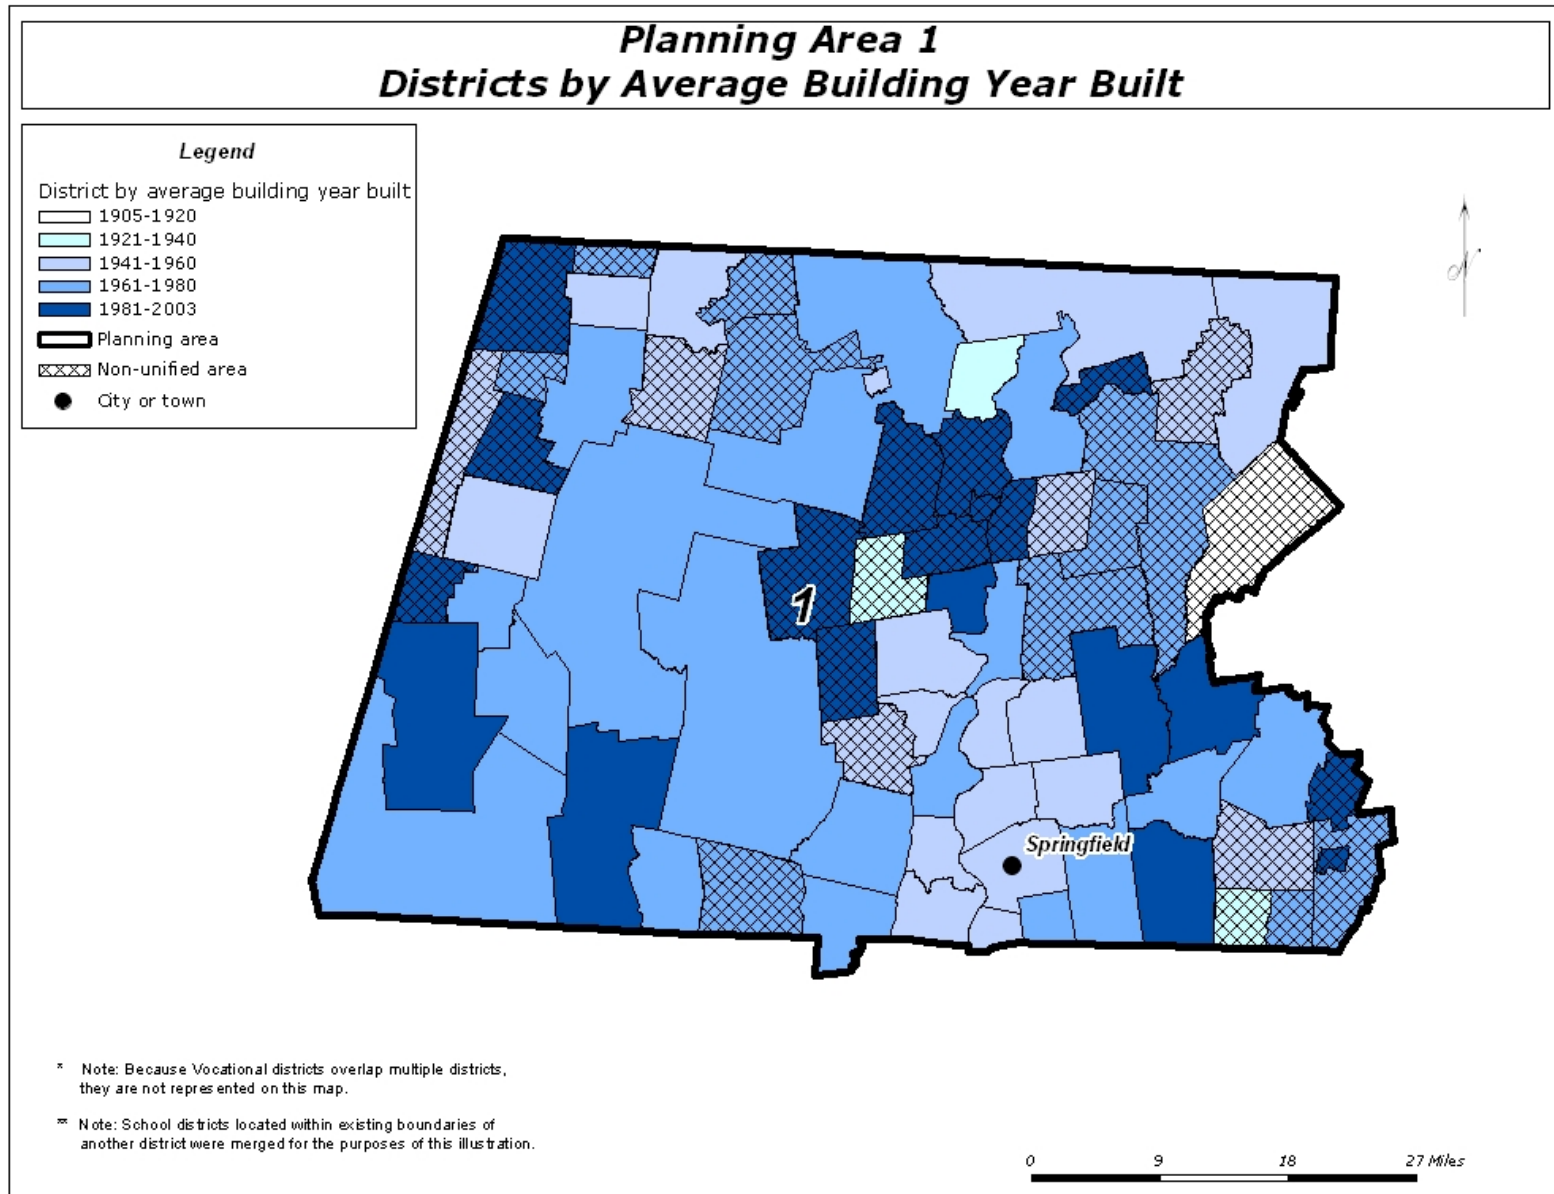 Planning Area 1
Districts by Average Building Year Built
Legend
District by average building year built
1905-1920
1921-1940
1941-1960
1961-1980
1981-2003
Planning area
Non-unified area
City or town
N
1
Springfield
* Note: Because Vocational districts overlap multiple districts,
they are not represented on this map.
** Note: School districts located within existing boundaries of
another district were merged for the purposes of this illustration.
0 9 18 27 Miles